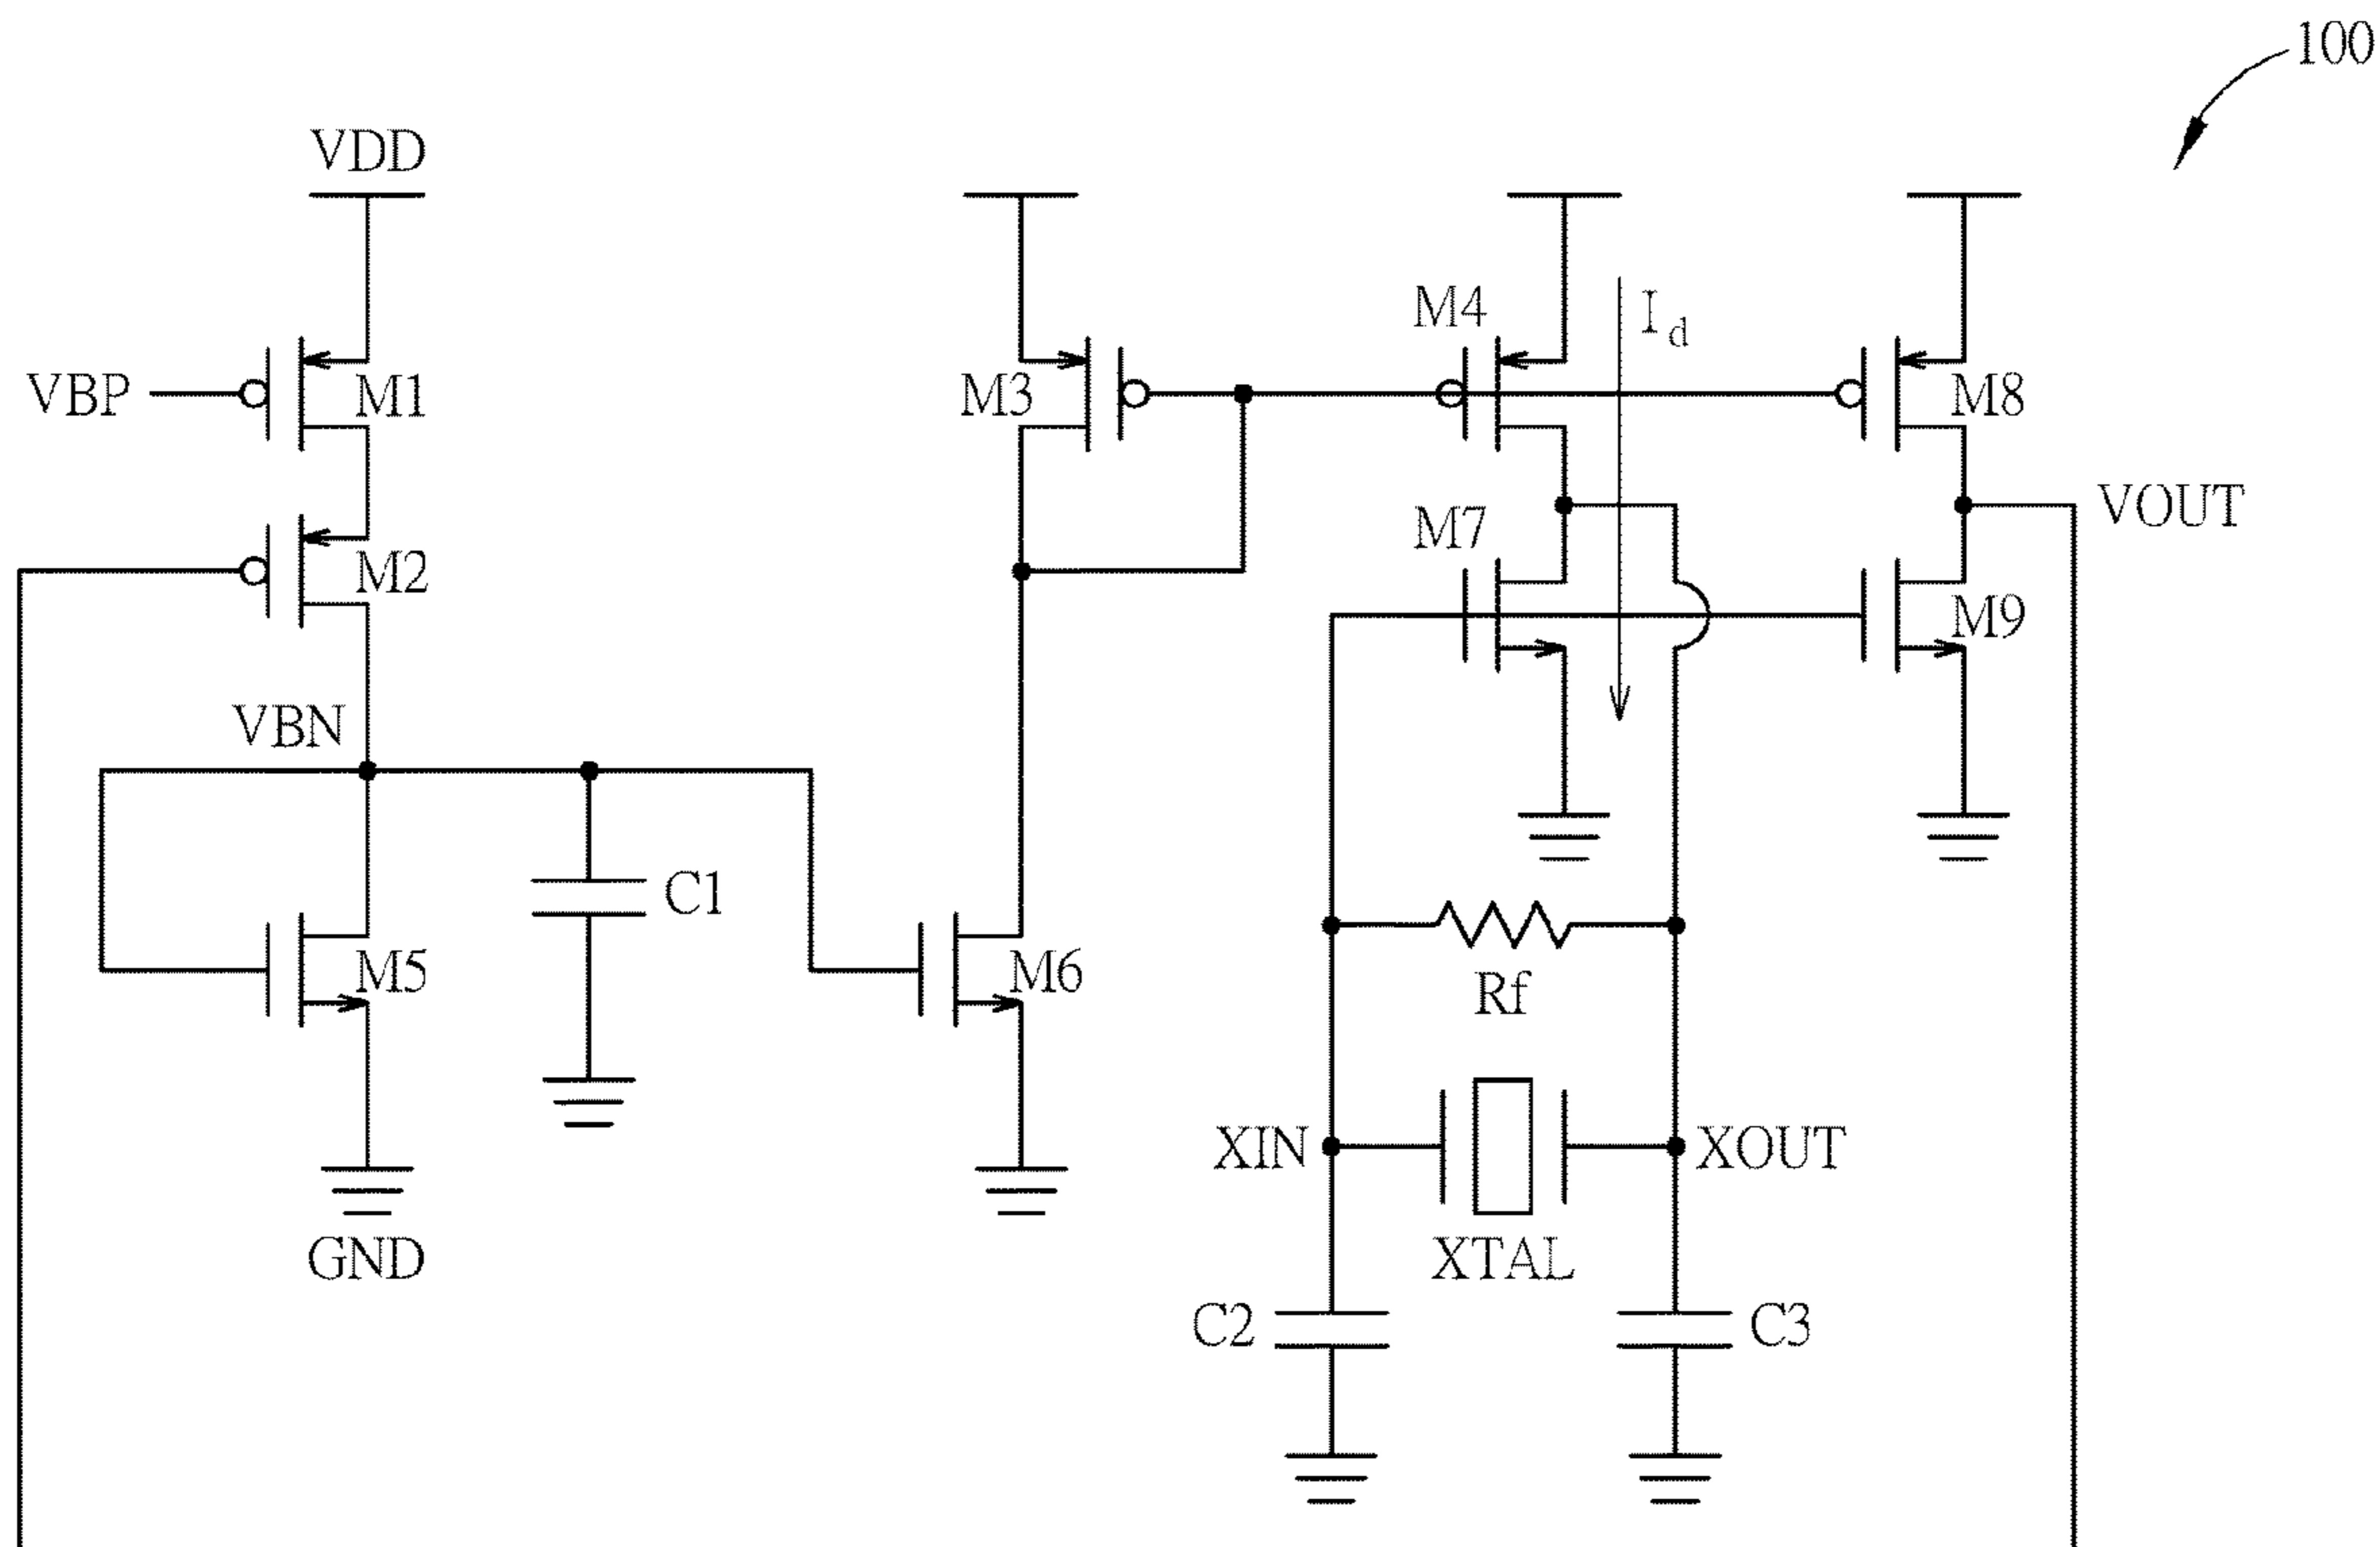 100
VDD
M4
Id
VBP
M1
M3
M8
M7
VOUT
M2
M9
VBN
C1
M5
M6
Rf
XIN
XOUT
GND
XTAL
C2
C3